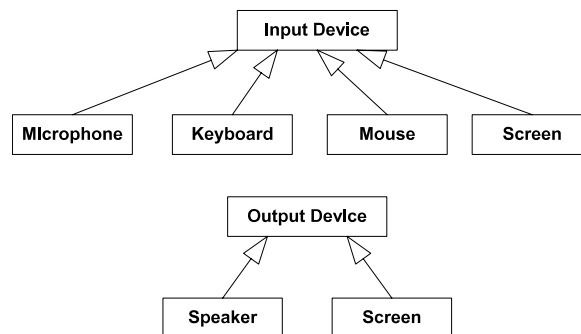 Input Device
MIcrophone
Keyboard
Mouse
Screen
Output DevIce
Speaker
Screen